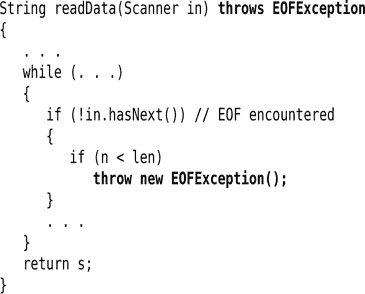 String readData(Scanner in) throws EOFException
{
   . . .
   while (. . .)
   {
      if (!in.hasNext()) // EOF encountered
      {
         if (n < len)
            throw new EOFException();
      }
      . . .
   }
   return s;
}